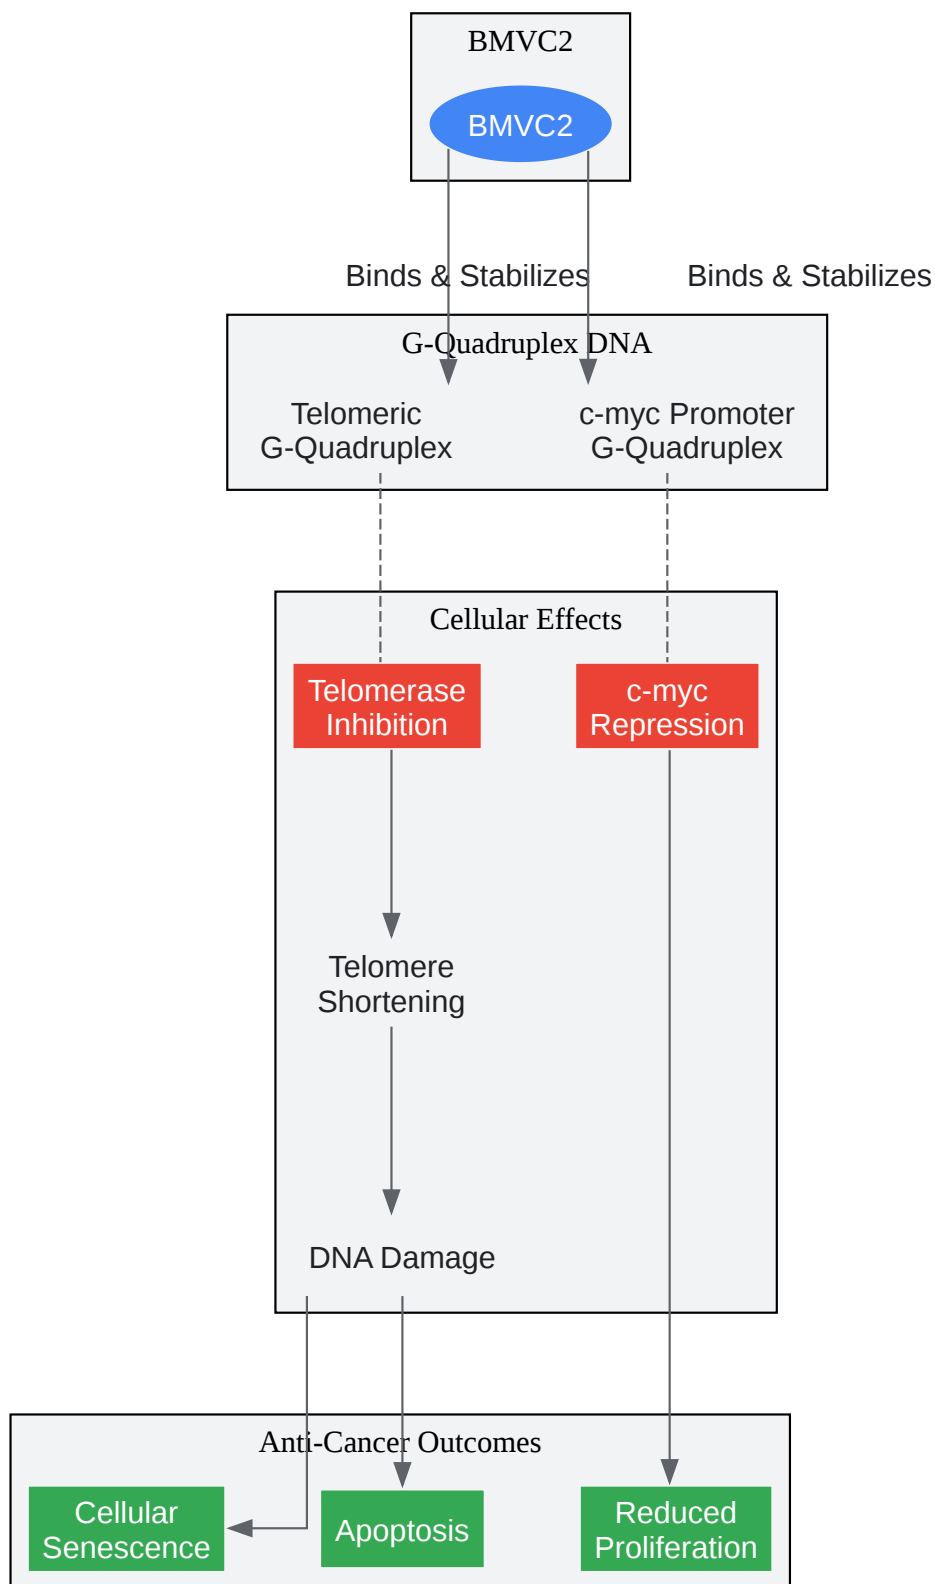 BMVC2
BMVC2
Binds & Stabilizes
Binds & Stabilizes
G-Quadruplex DNA
Telomeric
G-Quadruplex
c-myc Promoter
G-Quadruplex
Cellular Effects
Telomerase
Inhibition
c-myc
Repression
Telomere
Shortening
DNA Damage
Anti-Cancer Outcomes
Cellular
Senescence
Apoptosis
Reduced
Proliferation